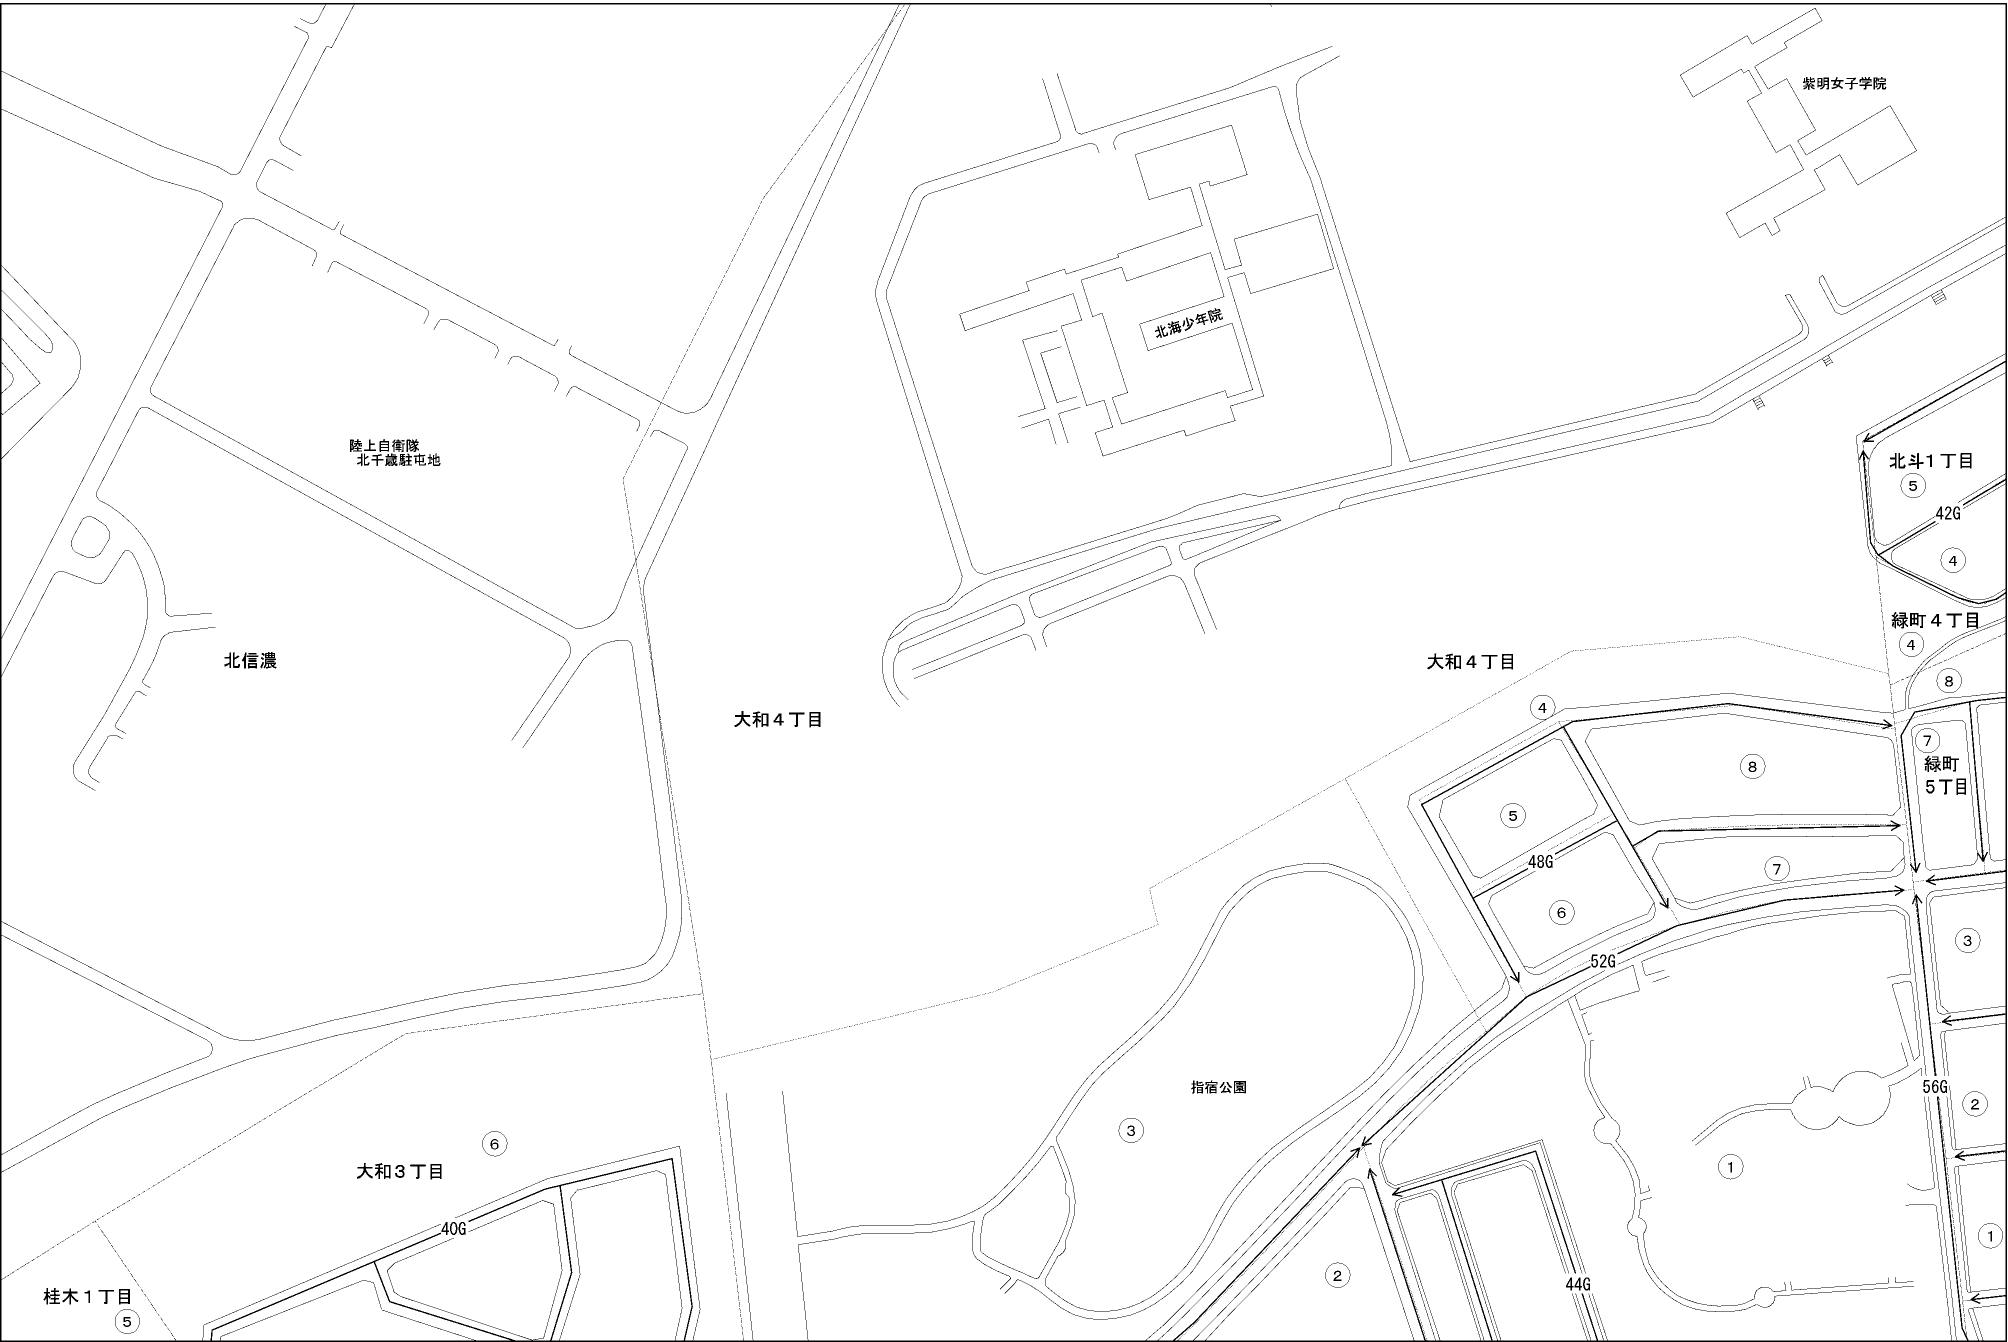 紫明女子学院
北海少年院
陸上自衛隊
北千歳駐屯地
北斗１丁目
⑤
42G
④
緑町４丁目
④
北信濃
大和４丁目
⑧
大和４丁目
④
⑦
緑町
５丁目
⑧
⑤
48G
⑦
⑥
③
52G
56G
指宿公園
②
③
⑥
大和３丁目
①
40G
①
②
44G
桂木１丁目
⑤